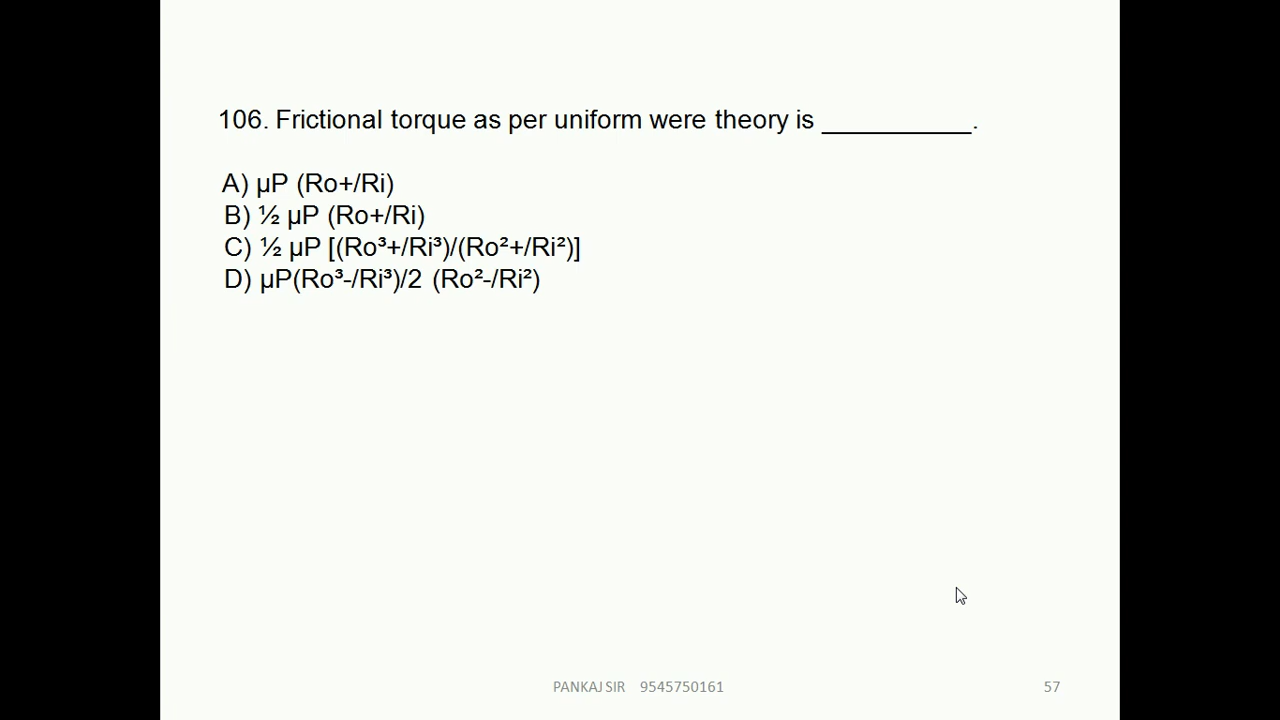 106. Frictional torque as per uniform were theory is ___________.
A) µP (Ro+/Ri)
B) ½ µP (Ro+/Ri)
C) ½ µP [(Ro³+/Ri³)/(Ro²+/Ri²)]
D) µP(Ro³-/Ri³)/2 (Ro²-/Ri²)
PANKAJ SIR 9545750161
57